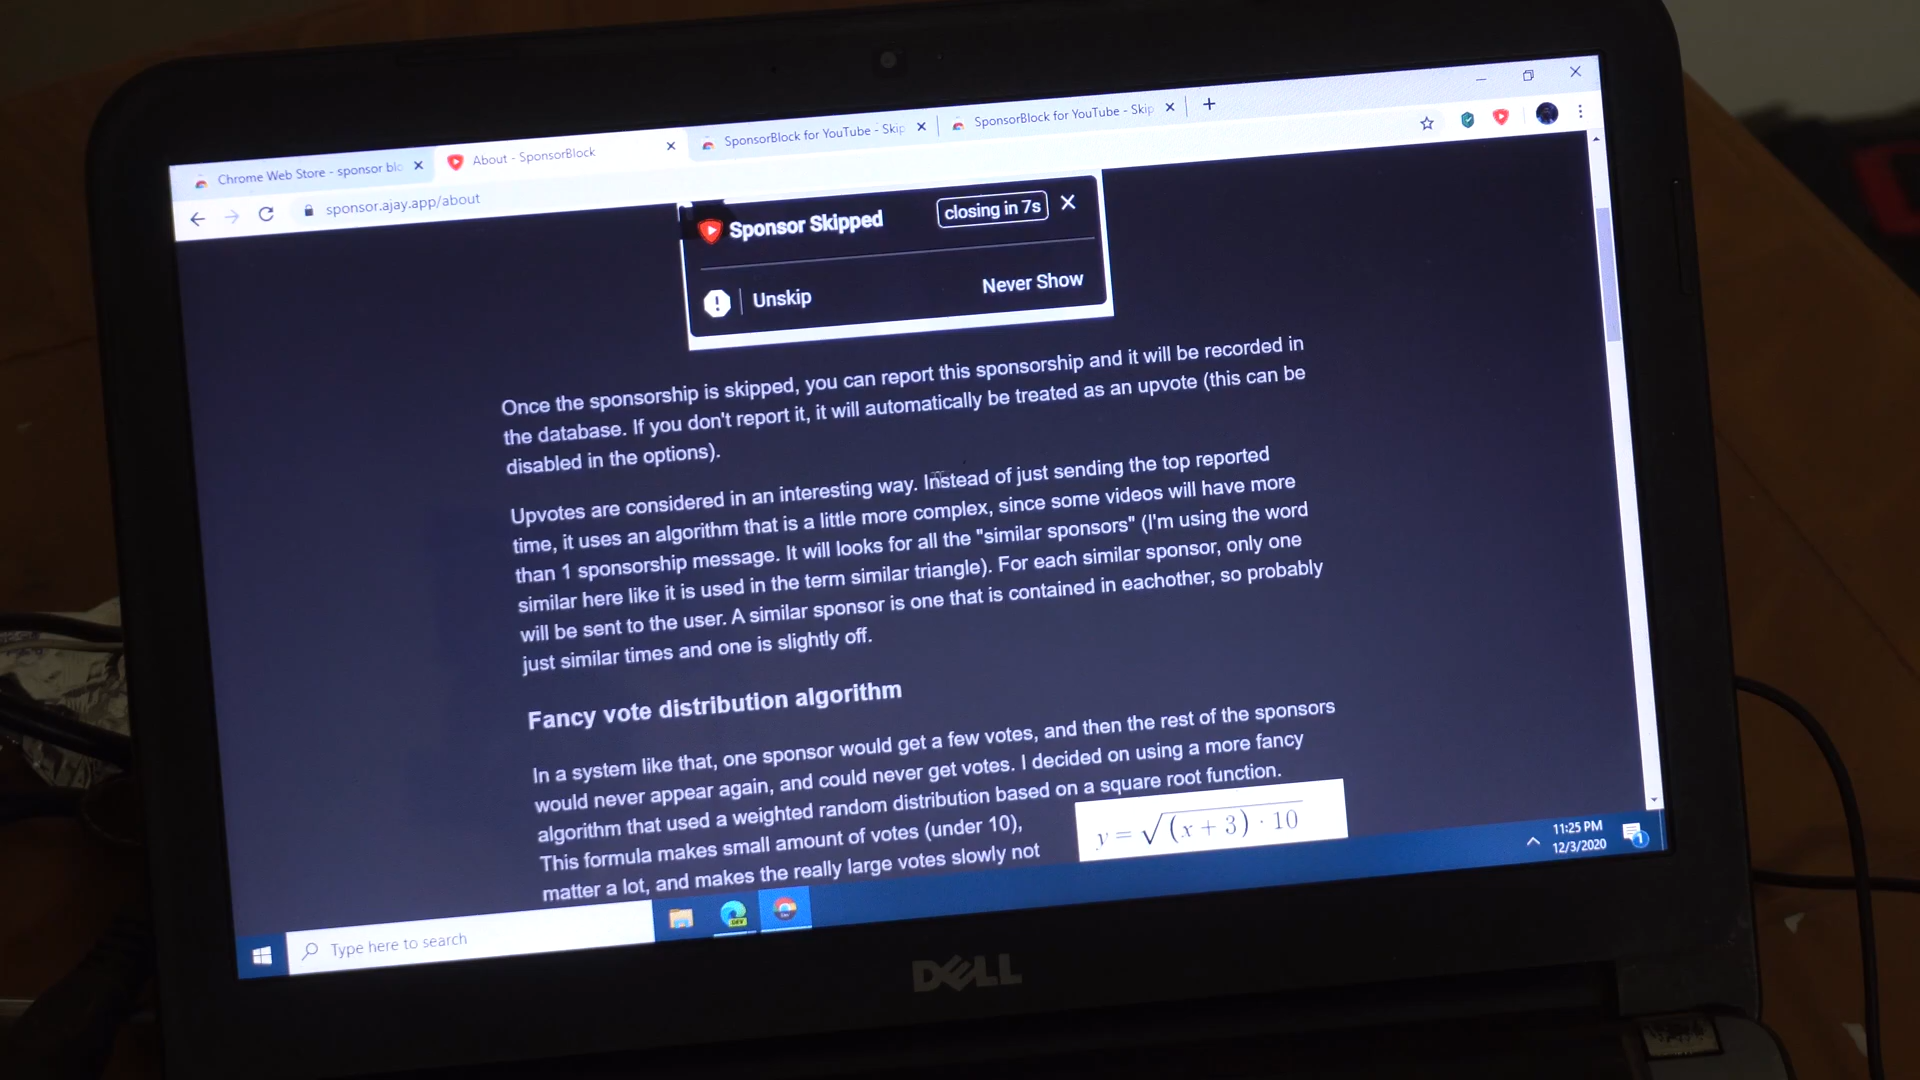 Chrome Web Store - sponsor blo
About - SponsorBlock
SponsorBlock for YouTube - Skip
SponsorBlock for YouTube - Skip
sponsor.ajay.app/about
Sponsor Skipped
closing in 7s
Unskip
Never Show
Once the sponsorship is skipped, you can report this sponsorship and it will be recorded in
the database. If you don't report it, it will automatically be treated as an upvote (this can be
disabled in the options).
Upvotes are considered in an interesting way. Instead of just sending the top reported
time, it uses an algorithm that is a little more complex, since some videos will have more
than 1 sponsorship message. It will looks for all the "similar sponsors" (I'm using the word
similar here like it is used in the term similar triangle). For each similar sponsor, only one
will be sent to the user. A similar sponsor is one that is contained in eachother, so probably
just similar times and one is slightly off.
Fancy vote distribution algorithm
In a system like that, one sponsor would get a few votes, and then the rest of the sponsors
would never appear again, and could never get votes. I decided on using a more fancy
algorithm that used a weighted random distribution based on a square root function.
This formula makes small amount of votes (under 10),
matter a lot, and makes the really large votes slowly not
y = √(x + 3) · 10
11:25 PM
12/3/2020
1
Type here to search
DEV
DELL